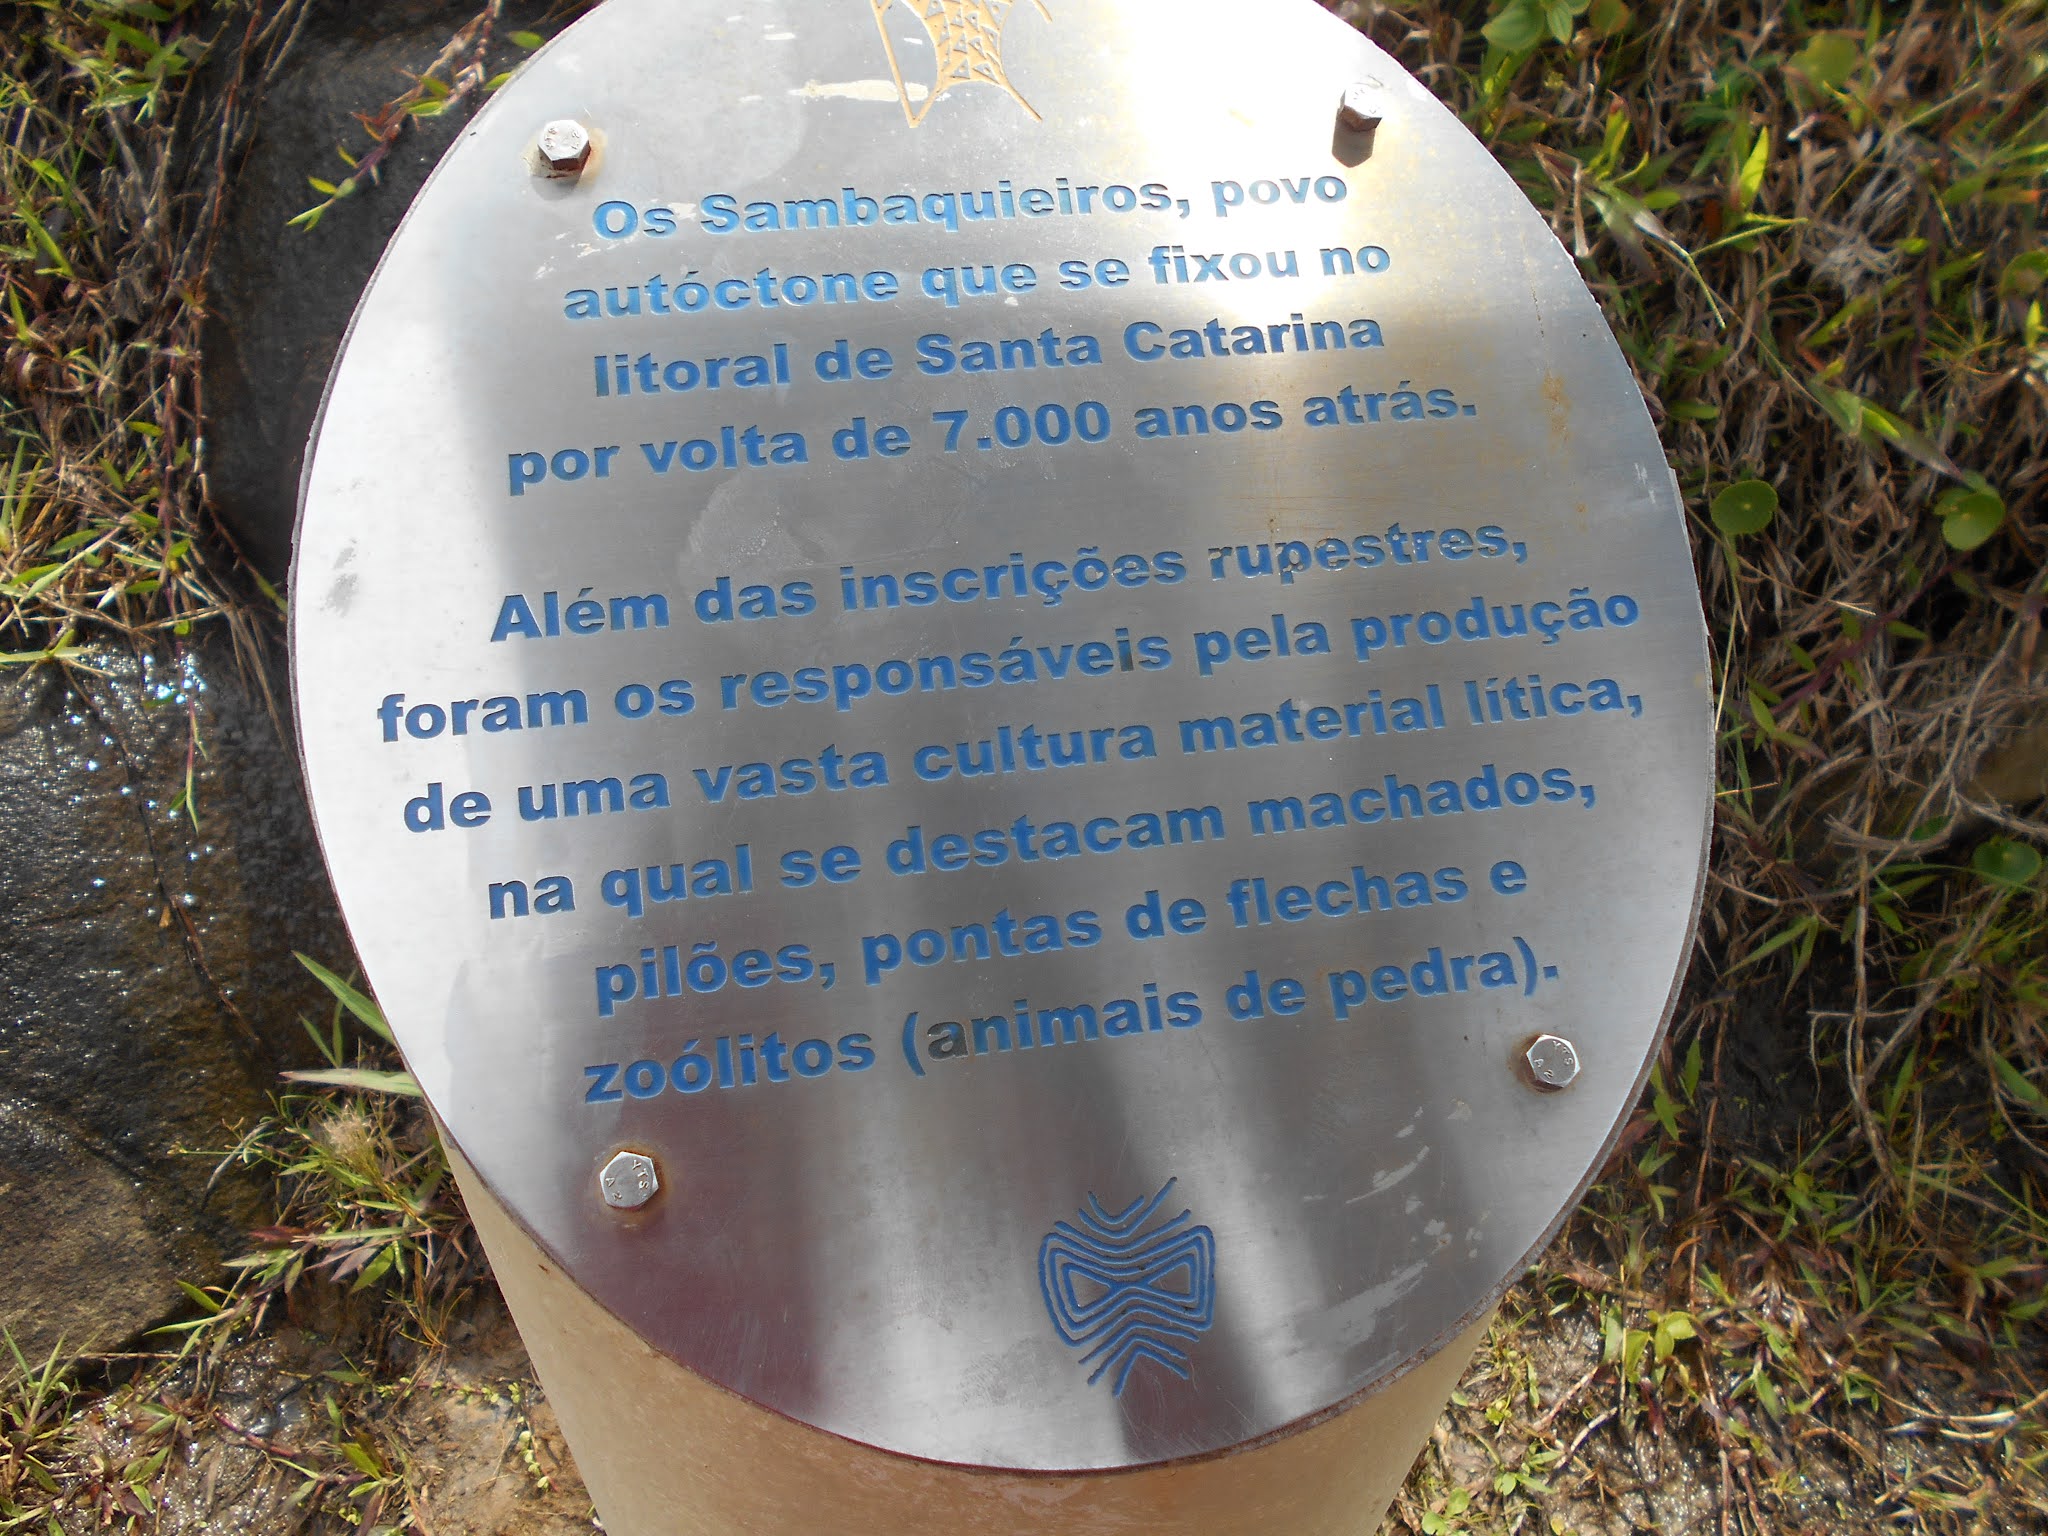 Os Sambaquieiros, povo
autóctone que se fixou no
litoral de Santa Catarina
por volta de 7.000 anos atrás.
Além das inscrições rupestres,
foram os responsáveis pela produção
de uma vasta cultura material lítica,
na qual se destacam machados,
pilões, pontas de flechas e
zoólitos (animais de pedra).